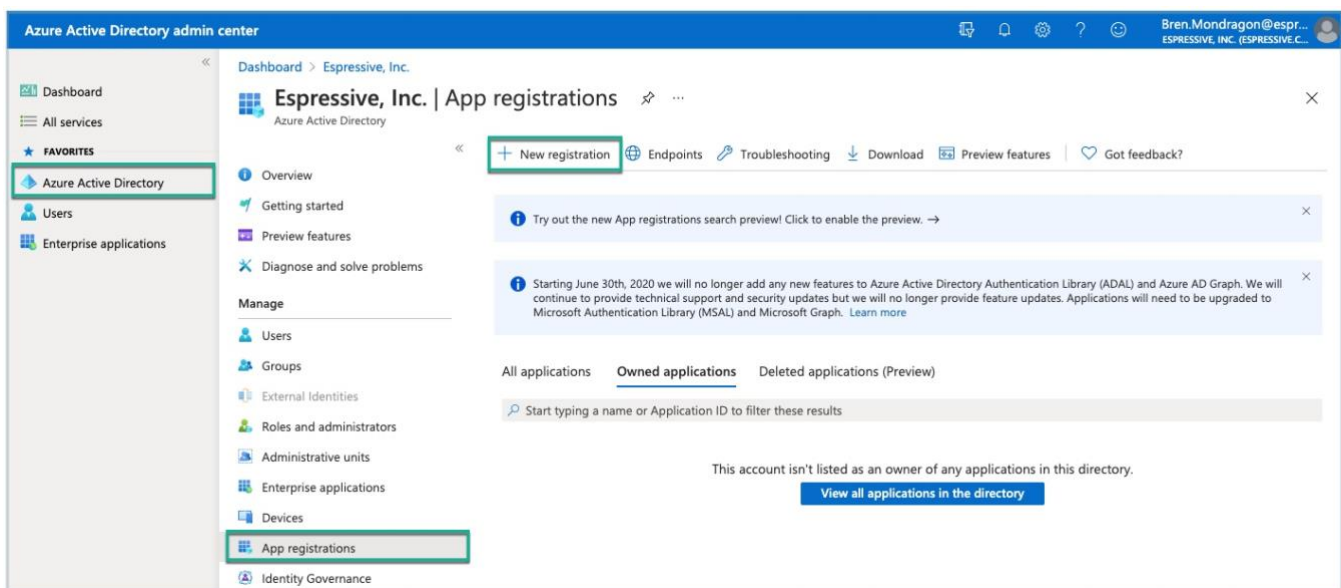 Azure Active Directory admin center
Bren.Mondragon@espr...
ESPRESSIVE, INC. (ESPRESSIVE.C...
Dashboard
All services
FAVORITES
Azure Active Directory
Users
Enterprise applications
Dashboard > Espressive, Inc.
Espressive, Inc. | App registrations
Azure Active Directory
Overview
Getting started
Preview features
Diagnose and solve problems
Manage
Users
Groups
External Identities
Roles and administrators
Administrative units
Enterprise applications
Devices
App registrations
Identity Governance
New registration Endpoints Troubleshooting Download Preview features Got feedback?
Try out the new App registrations search preview! Click to enable the preview. →
Starting June 30th, 2020 we will no longer add any new features to Azure Active Directory Authentication Library (ADAL) and Azure AD Graph. We will
continue to provide technical support and security updates but we will no longer provide feature updates. Applications will need to be upgraded to
Microsoft Authentication Library (MSAL) and Microsoft Graph. Learn more
All applications Owned applications Deleted applications (Preview)
Start typing a name or Application ID to filter these results
This account isn't listed as an owner of any applications in this directory.
View all applications in the directory